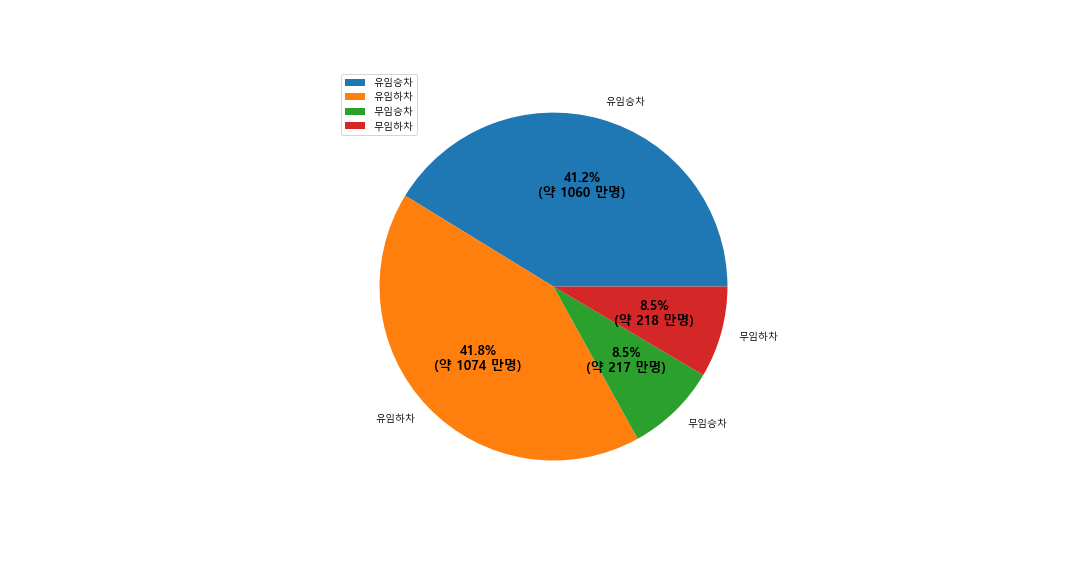 유임승차
유임하차
무임승차
무임하차
유임승차
41.2%
(약 1060 만명)
8.5%
(약 218 만명)
무임하차
41.8%
(약 1074 만명)
8.5%
(약 217 만명)
유임하차
무임승차